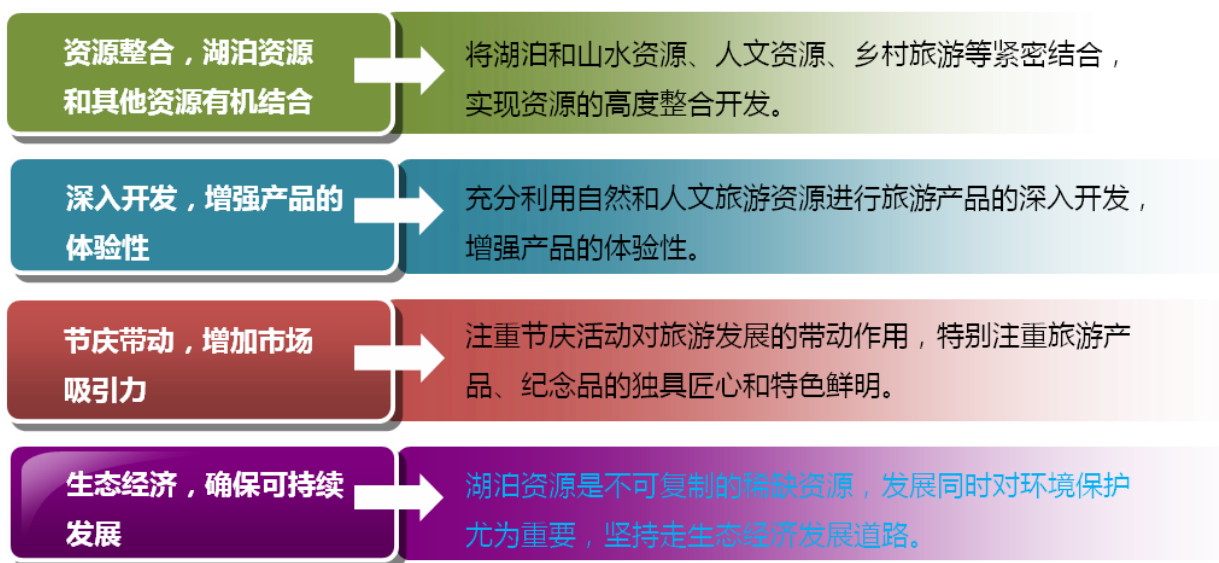 资源整合，湖泊资源
和其他资源有机结合
将湖泊和山水资源、人文资源、乡村旅游等紧密结合，
实现资源的高度整合开发。
深入开发，增强产品的
体验性
充分利用自然和人文旅游资源进行旅游产品的深入开发，
增强产品的体验性。
节庆带动，增加市场
吸引力
注重节庆活动对旅游发展的带动作用，特别注重旅游产
品、纪念品的独具匠心和特色鲜明。
生态经济，确保可持续
发展
湖泊资源是不可复制的稀缺资源，发展同时对环境保护
尤为重要，坚持走生态经济发展道路。